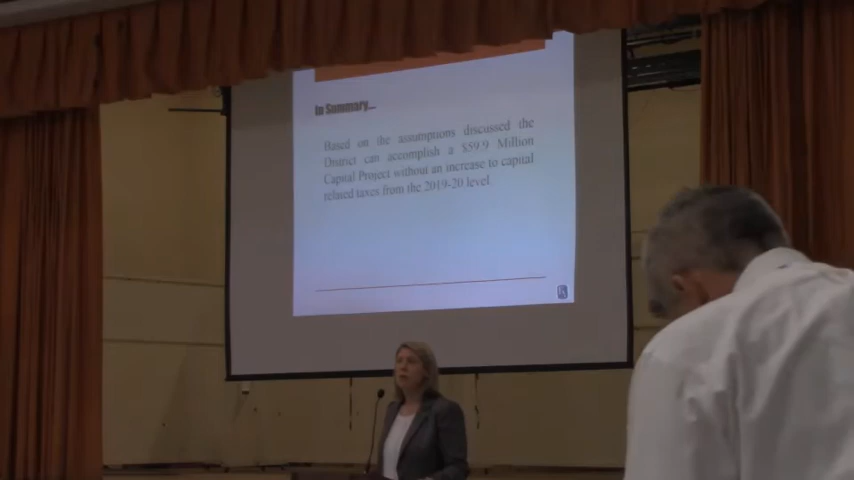 In Summary...
Based on the assumptions discussed the
District can accomplish a $59.9 Million
Capital Project without an increase to capital
related taxes from the 2019-20 level